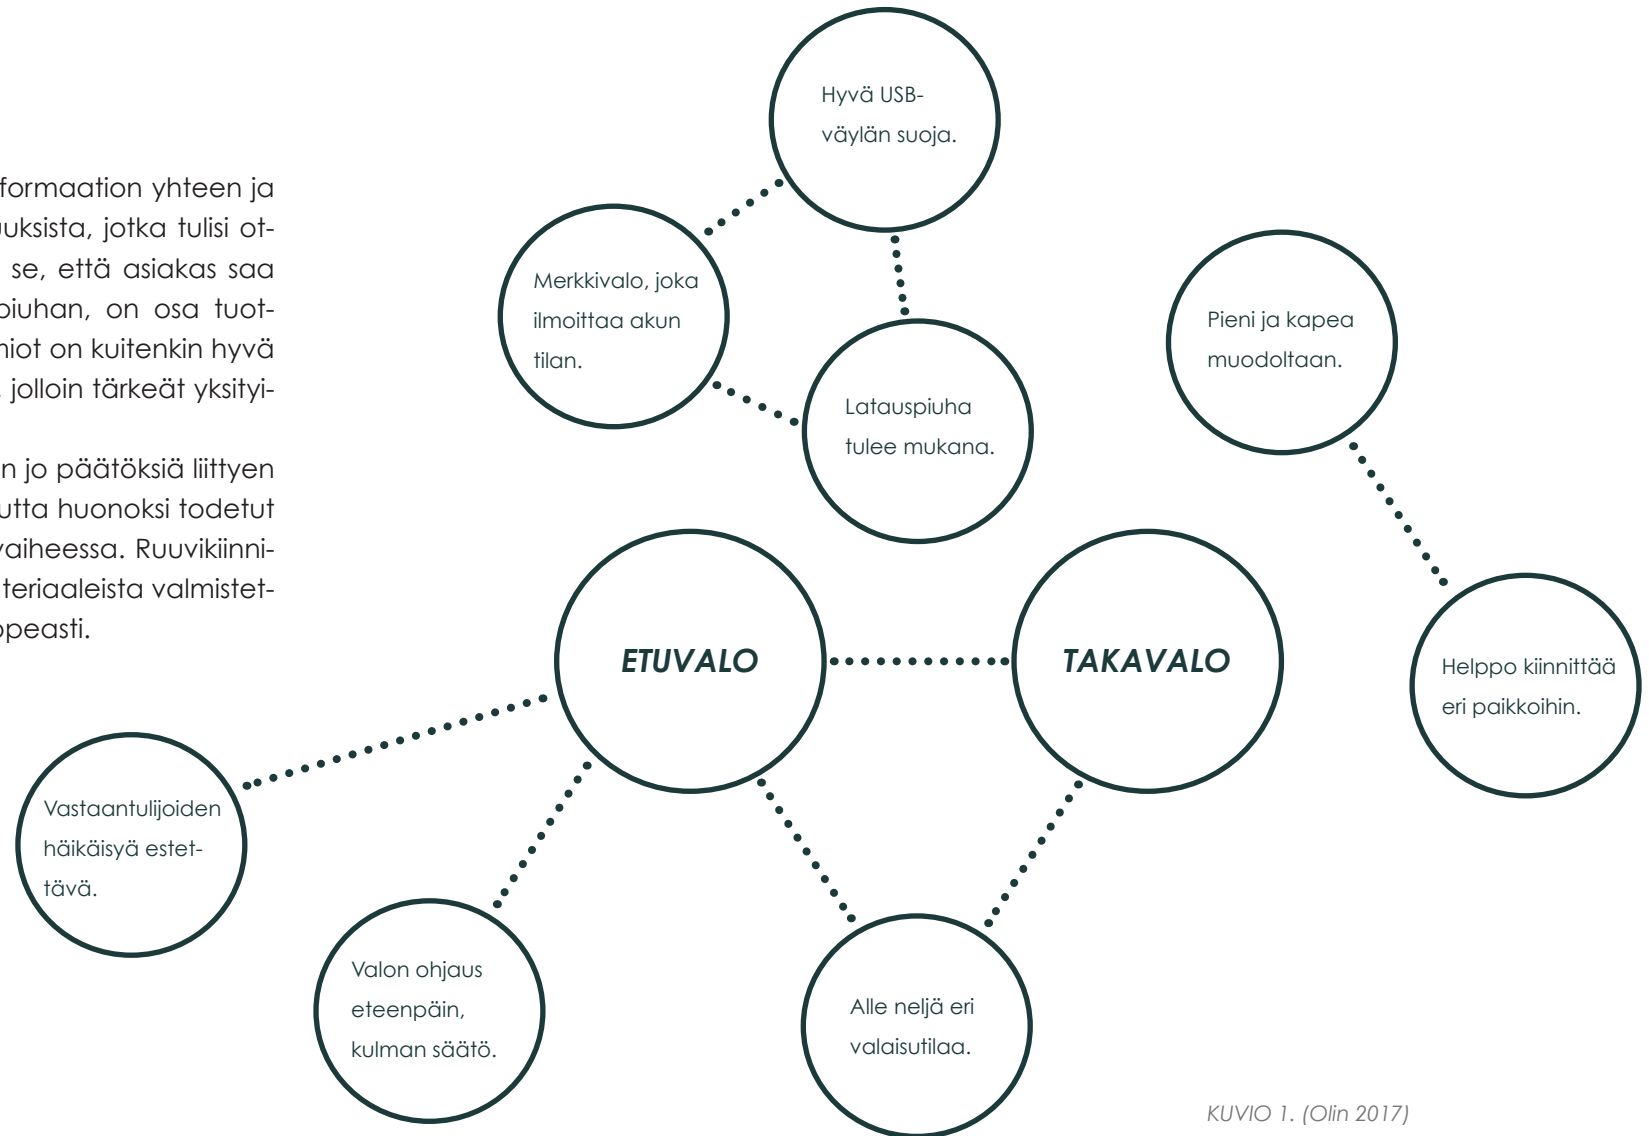 formaation yhteen ja
uuksista, jotka tulisi ot-
se, että asiakas saa
piuhan, on osa tuot-
miot on kuitenkin hyvä
jolloin tärkeät yksityi-
n jo päätöksiä liittyen
utta huonoksi todetut
vaiheessa. Ruuvikiinni-
teriaaleista valmistet-
opeasti.
Hyvä USB-
väylän suoja.
Merkkivalo, joka
ilmoittaa akun
tilan.
Latauspiuha
tulee mukana.
Pieni ja kapea
muodoltaan.
Helppo kiinnittää
eri paikkoihin.
ETUVALO
TAKAVALO
Vastaantulijoiden
häikäisyä estet-
tävä.
Valon ohjaus
eteenpäin,
kulman säätö.
Alle neljä eri
valaisutilaa.
KUVIO 1. (Olin 2017)